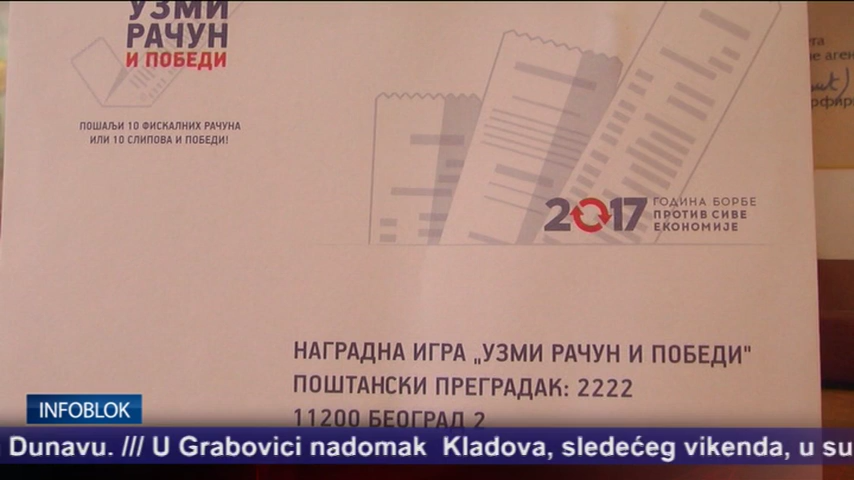 УЗМИ
РАЧУН
И ПОБЕДИ
ПОШАЉИ 10 ФИСКАЛНИХ РАЧУНА
ИЛИ 10 СЛИПОВА И ПОБЕДИ!
2017 ГОДИНА БОРБЕ
ПРОТИВ СИВЕ
ЕКОНОМИЈЕ
НАГРАДНА ИГРА „УЗМИ РАЧУН И ПОБЕДИ"
ПОШТАНСКИ ПРЕГРАДАК: 2222
11200 БЕОГРАД 2
INFOBLOK
Dunavu. /// U Grabovici nadomak Kladova, sledećeg vikenda, u su